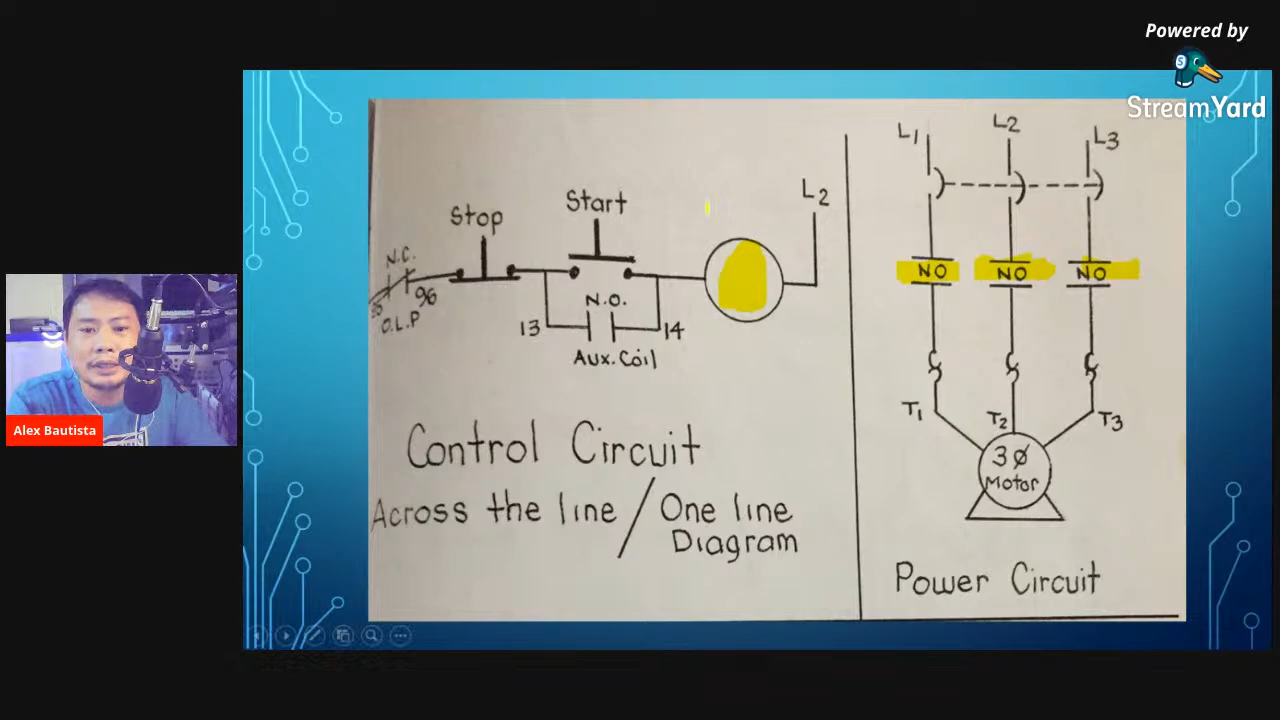 Powered by
StreamYard
Alex Bautista
Stop
Start
L2
N.C.
96
O.L.P
N.O.
13
14
Aux. Coil
Control Circuit
Across the line / One line
Diagram
L1
L2
L3
NO
NO
NO
T1
T2
T3
3Ø
Motor
Power Circuit